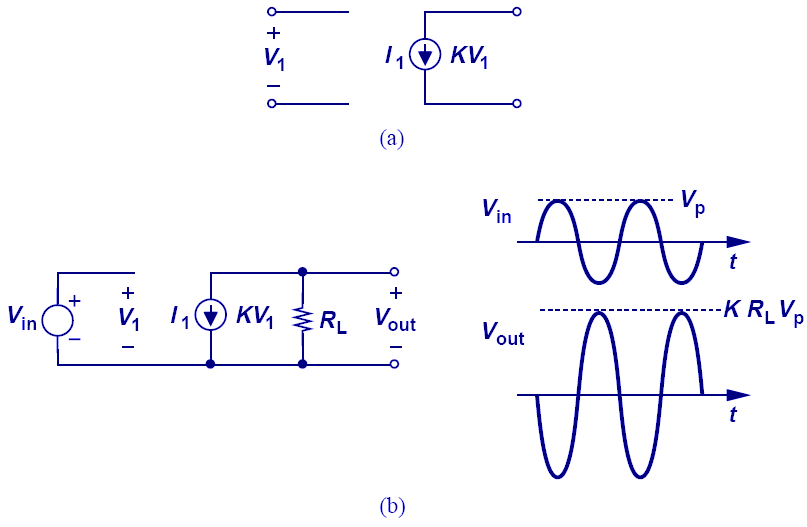 +
V1
−
I1 KV1
(a)
Vin
Vp
t
Vin
+
−
+
V1
−
I1 KV1
RL
+
Vout
−
Vout
K RL Vp
t
(b)